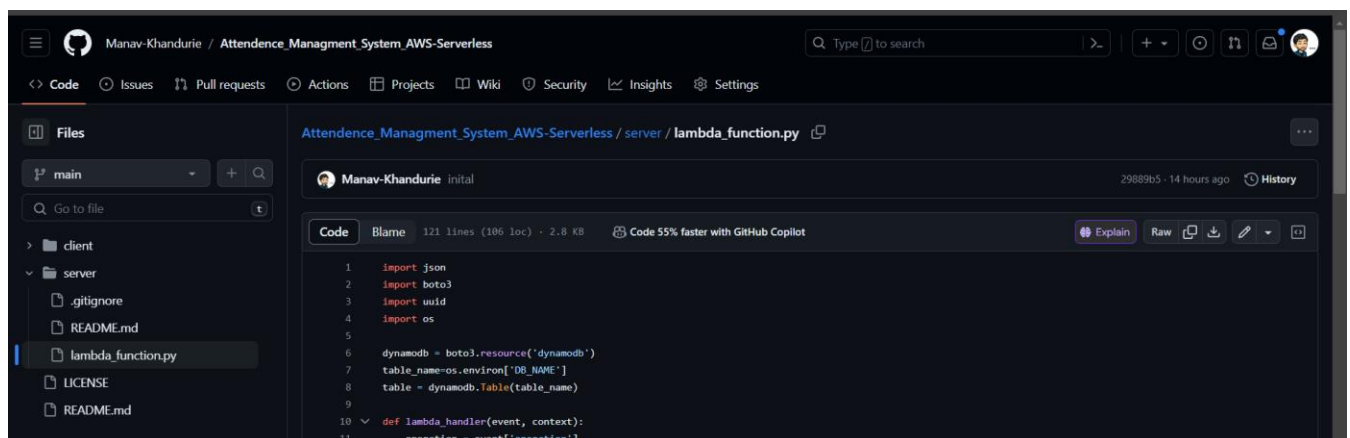 Manav-Khandurie / Attendence_Managment_System_AWS-Serverless
Type / to search
Code Issues Pull requests Actions Projects Wiki Security Insights Settings
Files
main
Go to file t
client
server
.gitignore
README.md
lambda_function.py
LICENSE
README.md
Attendence_Managment_System_AWS-Serverless / server / lambda_function.py
Manav-Khandurie inital 29889b5 · 14 hours ago History
Code Blame 121 lines (106 loc) · 2.8 KB Code 55% faster with GitHub Copilot Explain Raw
1 import json
2 import boto3
3 import uuid
4 import os
5
6 dynamodb = boto3.resource('dynamodb')
7 table_name=os.environ['DB_NAME']
8 table = dynamodb.Table(table_name)
9
10 def lambda_handler(event, context):